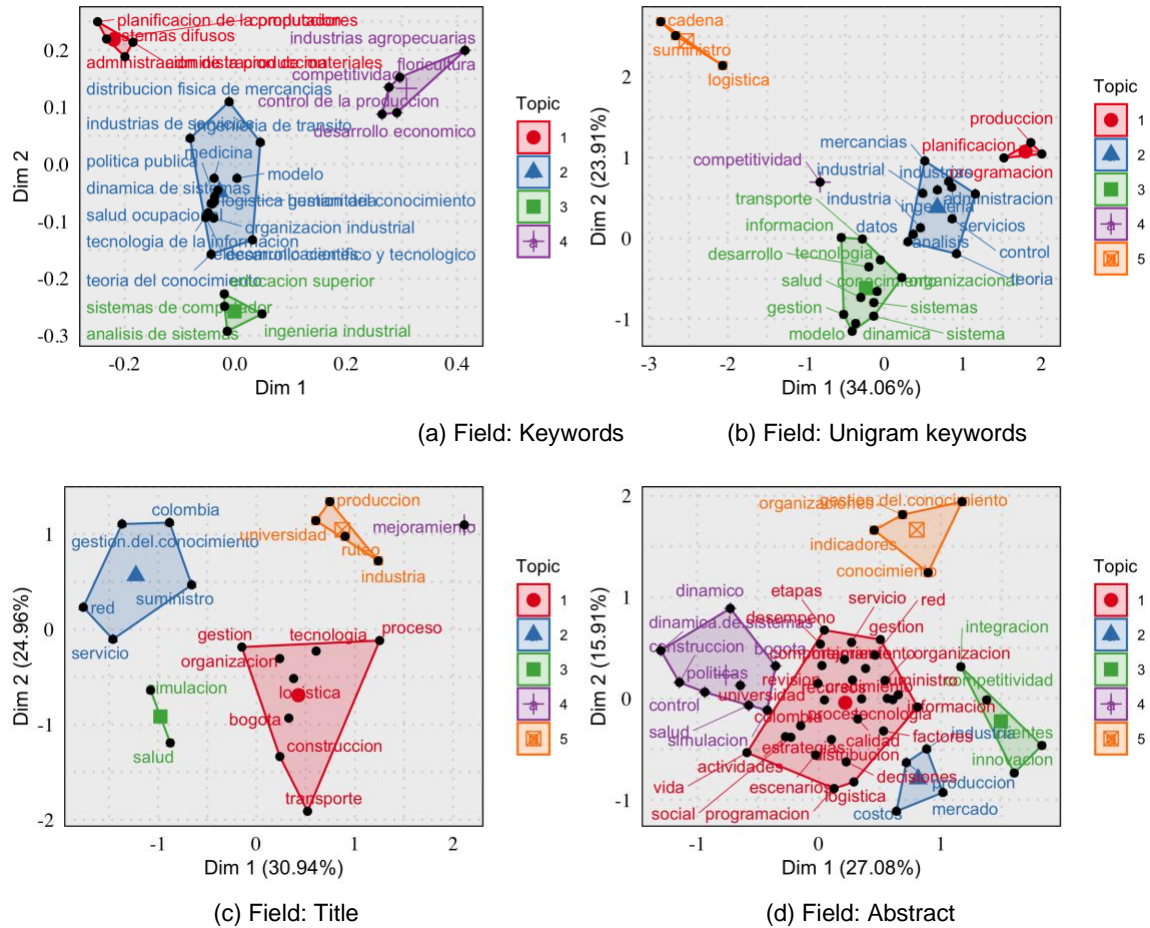 planificacion de la produccion
sistemas difusos
administracion de la produccion
industrias agropecuarias
floricultura
competitividad
control de la produccion
desarrollo economico
distribucion fisica de mercancias
industrias de servicios
ingenieria de transito
medicina
politica publica
modelo
dinamica de sistemas
logistica humanitaria
gestion del conocimiento
salud ocupacional
organizacion industrial
tecnologia de la informacion
desarrollo cientifico y tecnologico
teoria del conocimiento
educacion superior
sistemas de computador
analisis de sistemas
ingenieria industrial
0.2
0.1
0.0
-0.1
-0.2
-0.3
Dim 2
-0.2
0.0
0.2
0.4
Dim 1
Topic
1
2
3
4
(a) Field: Keywords
cadena
suministro
logistica
produccion
planificacion
programacion
mercancias
competitividad
industrial
industrias
transporte
industria
administracion
ingenieria
informacion
datos
servicios
analisis
desarrollo
tecnologia
control
salud
conocimiento
organizacional
teoria
gestion
sistemas
modelo
dinamica
sistema
2
1
0
-1
Dim 2 (23.91%)
-3
-2
-1
0
1
2
Dim 1 (34.06%)
Topic
1
2
3
4
5
(b) Field: Unigram keywords
colombia
produccion
mejoramiento
gestion.del.conocimiento
universidad
ruteo
industria
suministro
red
servicio
gestion
tecnologia
proceso
organizacion
imulacion
logistica
bogota
salud
construccion
transporte
1
0
-1
-2
Dim 2 (24.96%)
-1
0
1
2
Dim 1 (30.94%)
Topic
1
2
3
4
5
(c) Field: Title
gestion.del.conocimiento
organizaciones
indicadores
conocimiento
dinamico
etapas
servicio
red
desempeno
dinamica.de.sistemas
gestion
integracion
construccion
bogota
organizacion
politicas
revision
suministro
competitividad
universidad
recursos
control
colombia
informacion
salud
simulacion
tecnologia
industria
factores
estrategias
calidad
distribucion
innovacion
actividades
decisiones
produccion
vida
escenarios
logistica
mercado
social
programacion
costos
2
1
0
-1
Dim 2 (15.91%)
0
1
Dim 1 (27.08%)
Topic
1
2
3
4
5
(d) Field: Abstract